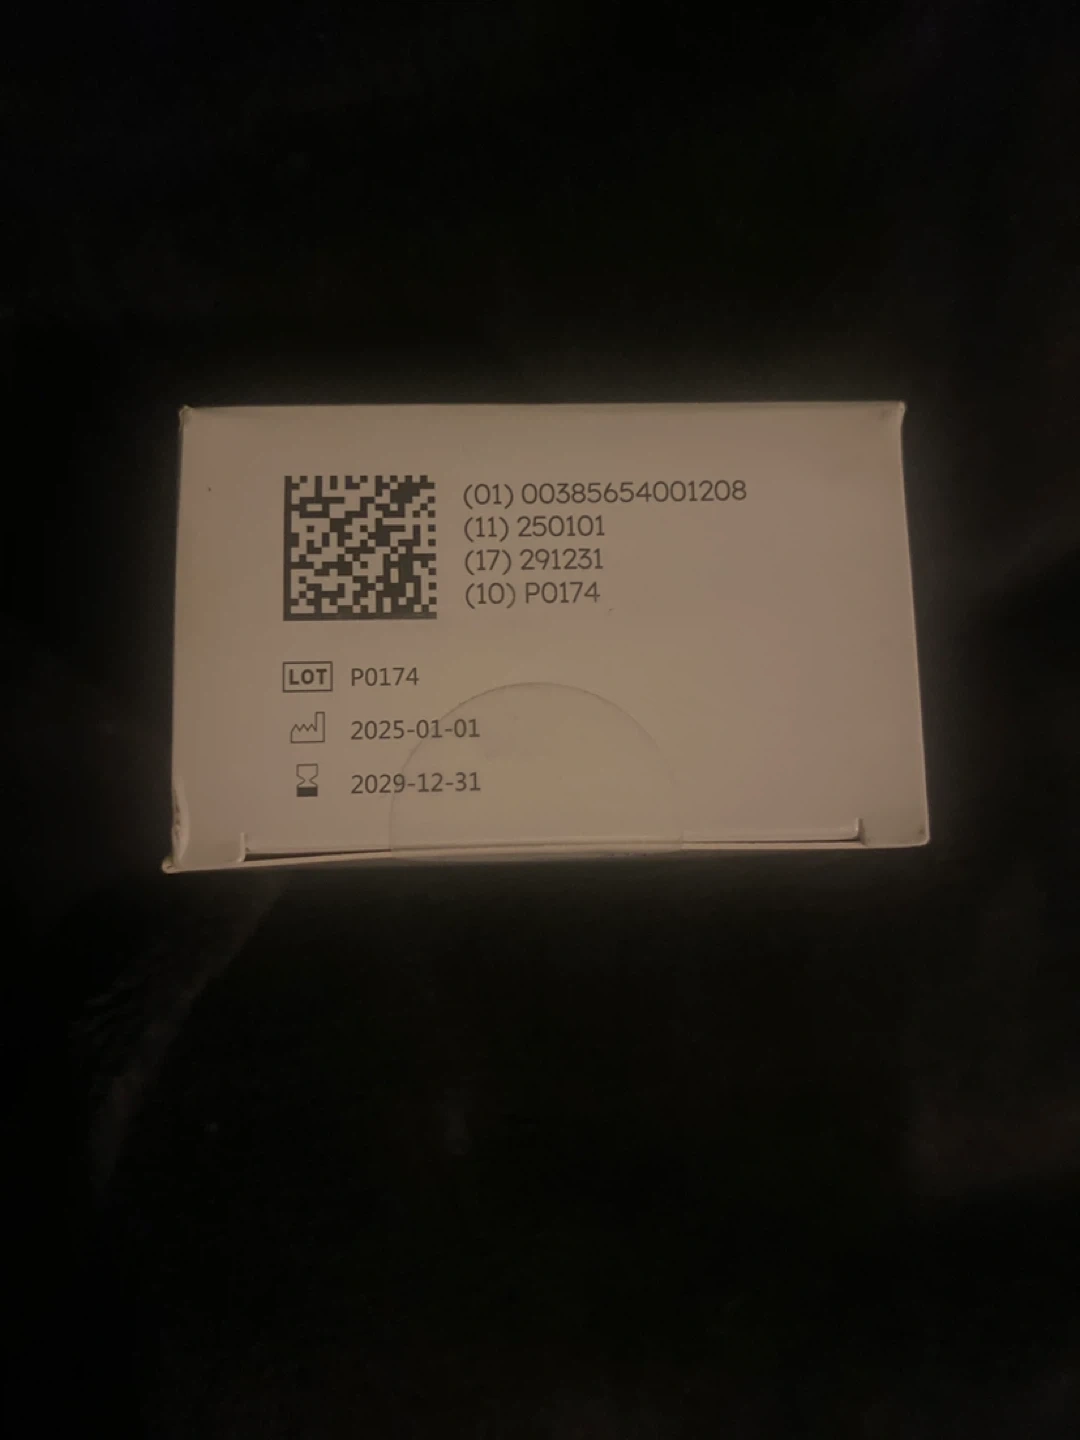 (01) 00385654001208
(11) 250101
(17) 291231
(10) P0174
LOT P0174
2025-01-01
2029-12-31